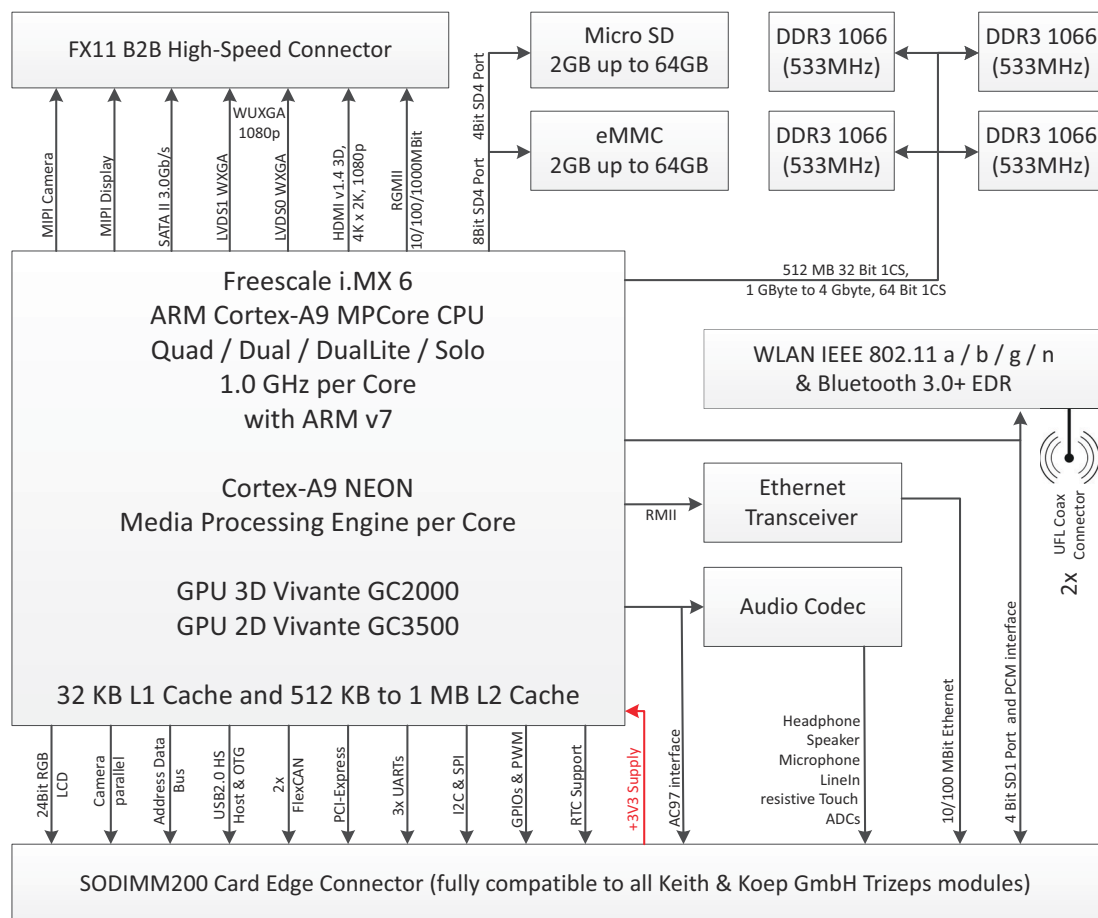 FX11 B2B High-Speed Connector
Micro SD
2GB up to 64GB
DDR3 1066
(533MHz)
DDR3 1066
(533MHz)
eMMC
2GB up to 64GB
DDR3 1066
(533MHz)
DDR3 1066
(533MHz)
MIPI Camera
MIPI Display
SATA II 3.0Gb/s
LVDS1 WXGA
WUXGA
1080p
LVDS0 WXGA
HDMI v1.4 3D,
4K x 2K, 1080p
RGMII
10/100/1000MBit
4Bit SD4 Port
8Bit SD4 Port
512 MB 32 Bit 1CS,
1 GByte to 4 Gbyte, 64 Bit 1CS
Freescale i.MX 6
ARM Cortex-A9 MPCore CPU
Quad / Dual / DualLite / Solo
1.0 GHz per Core
with ARM v7
Cortex-A9 NEON
Media Processing Engine per Core
GPU 3D Vivante GC2000
GPU 2D Vivante GC3500
32 KB L1 Cache and 512 KB to 1 MB L2 Cache
WLAN IEEE 802.11 a / b / g / n
& Bluetooth 3.0+ EDR
UFL Coax
Connector
2x
RMII
Ethernet
Transceiver
Audio Codec
24Bit RGB
LCD
Camera
parallel
Address Data
Bus
USB2.0 HS
Host & OTG
2x
FlexCAN
PCI-Express
3x UARTs
I2C & SPI
GPIOs & PWM
RTC Support
+3V3 Supply
AC97 interface
Headphone
Speaker
Microphone
LineIn
resistive Touch
ADCs
10/100 MBit Ethernet
4 Bit SD1 Port and PCM interface
SODIMM200 Card Edge Connector (fully compatible to all Keith & Koep GmbH Trizeps modules)